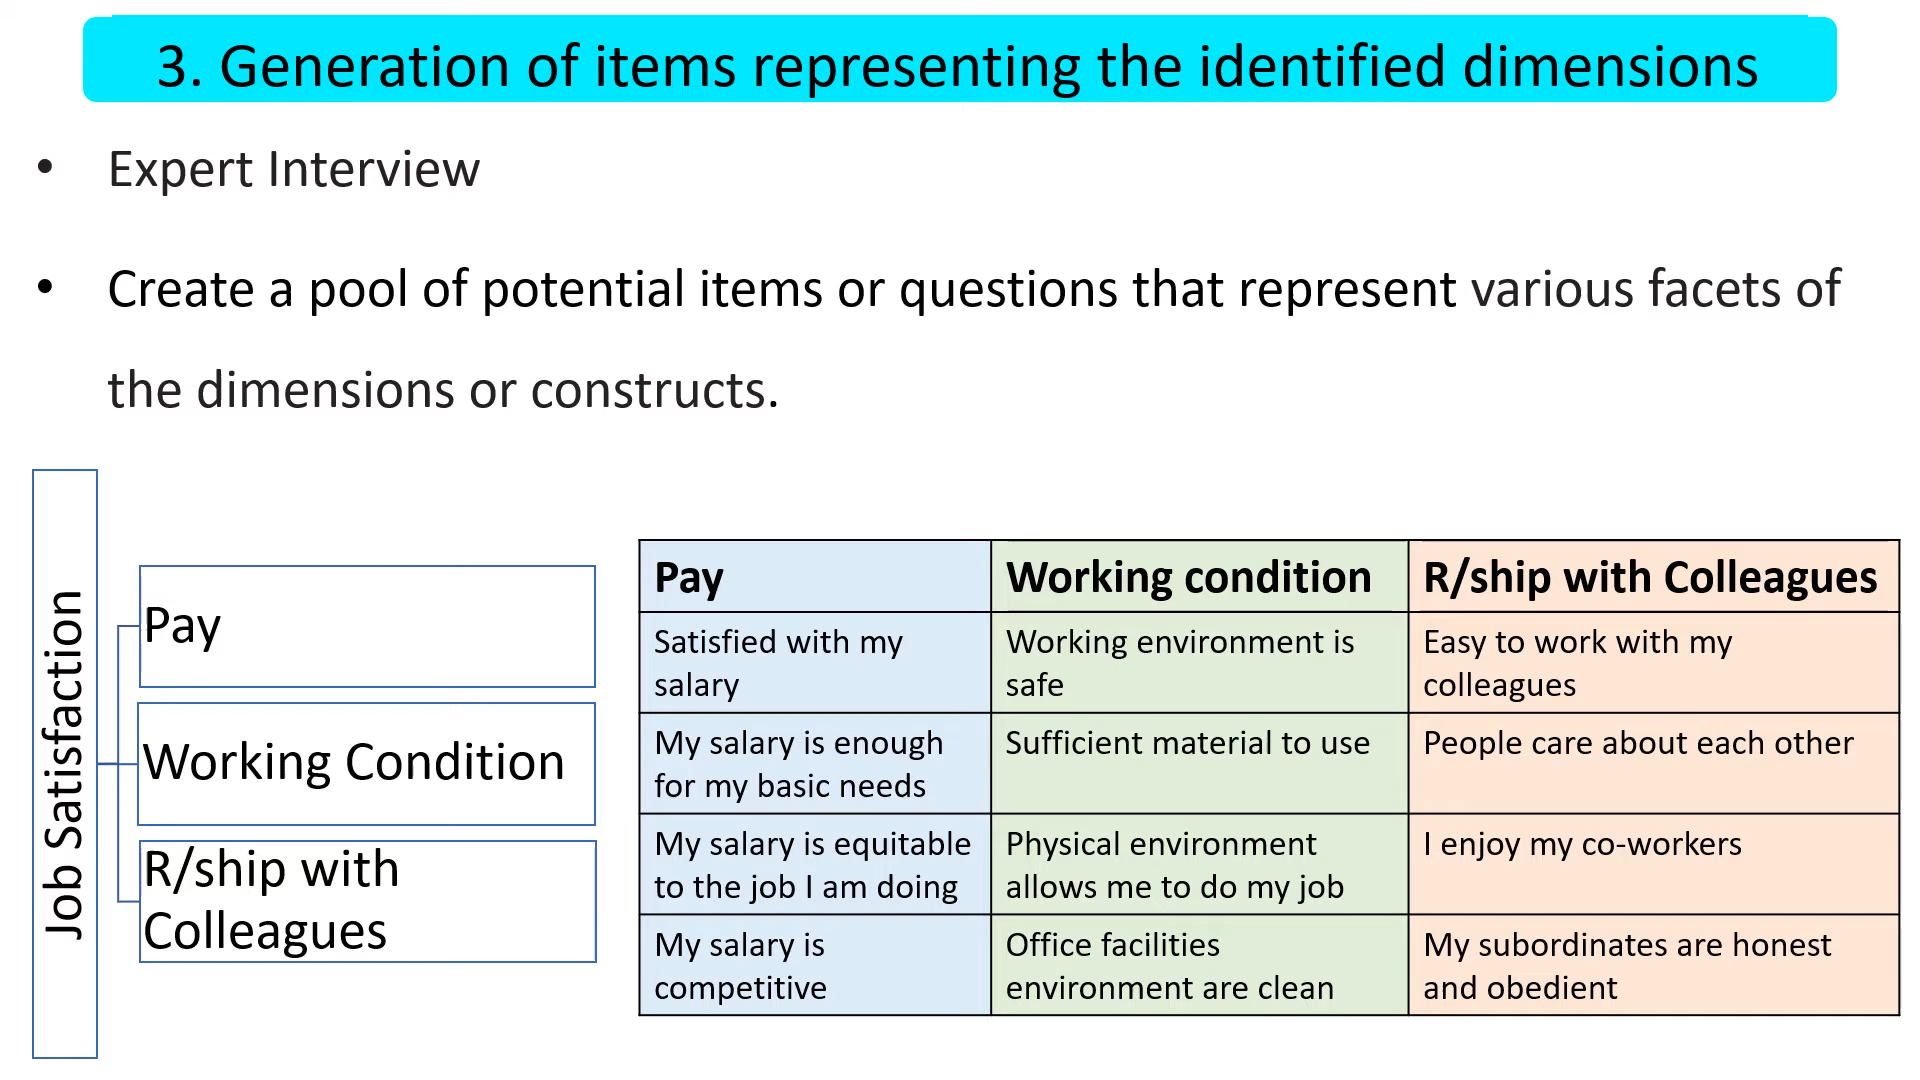 3. Generation of items representing the identified dimensions
• Expert Interview
• Create a pool of potential items or questions that represent various facets of
the dimensions or constructs.
Job Satisfaction
Pay
Working Condition
R/ship with
Colleagues
Pay
Working condition
R/ship with Colleagues
Satisfied with my
salary
Working environment is
safe
Easy to work with my
colleagues
My salary is enough
for my basic needs
Sufficient material to use
People care about each other
My salary is equitable
to the job I am doing
Physical environment
allows me to do my job
I enjoy my co-workers
My salary is
competitive
Office facilities
environment are clean
My subordinates are honest
and obedient